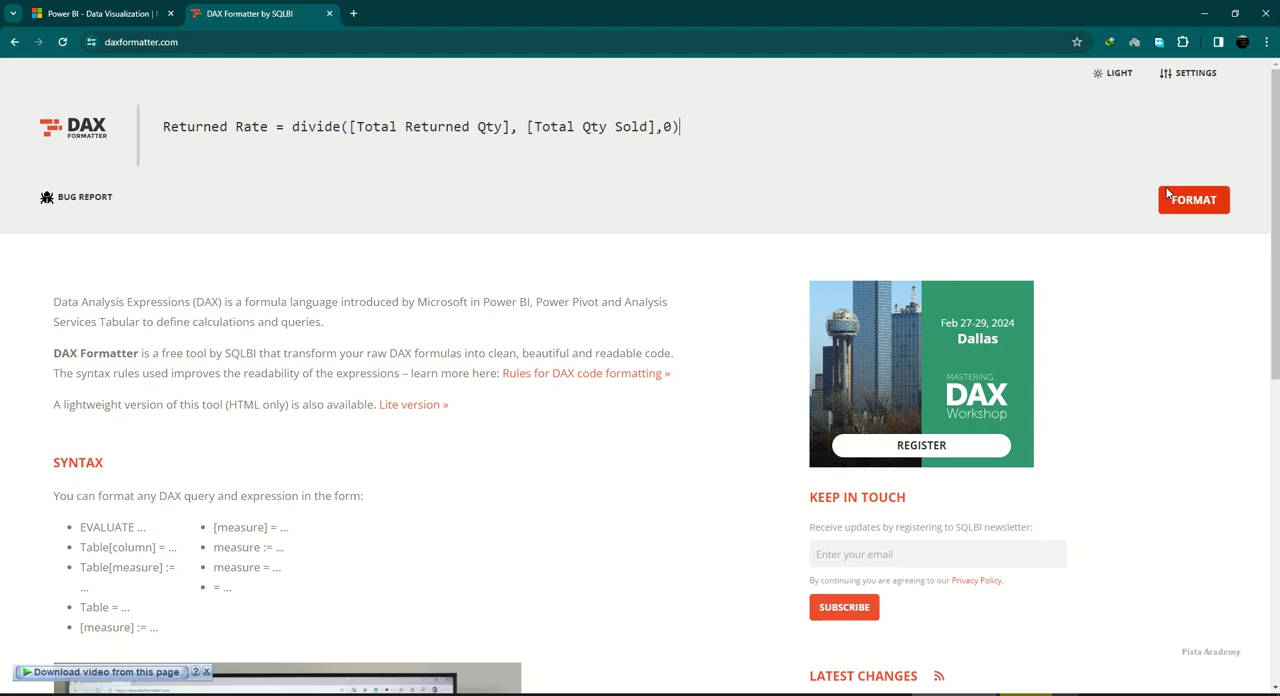 Power BI - Data Visualization |
DAX Formatter by SQLBI
daxformatter.com
LIGHT
SETTINGS
DAX
FORMATTER
Returned Rate = divide([Total Returned Qty], [Total Qty Sold],0)
BUG REPORT
FORMAT
Data Analysis Expressions (DAX) is a formula language introduced by Microsoft in Power BI, Power Pivot and Analysis
Services Tabular to define calculations and queries.
DAX Formatter is a free tool by SQLBI that transform your raw DAX formulas into clean, beautiful and readable code.
The syntax rules used improves the readability of the expressions – learn more here: Rules for DAX code formatting »
A lightweight version of this tool (HTML only) is also available. Lite version »
SYNTAX
You can format any DAX query and expression in the form:
EVALUATE ...
Table[column] = ...
Table[measure] :=
...
Table = ...
[measure] := ...
[measure] = ...
measure := ...
measure = ...
= ...
Feb 27-29, 2024
Dallas
MASTERING
DAX
Workshop
REGISTER
KEEP IN TOUCH
Receive updates by registering to SQLBI newsletter:
Enter your email
By continuing you are agreeing to our Privacy Policy.
SUBSCRIBE
Pista Academy
LATEST CHANGES
Download video from this page
?